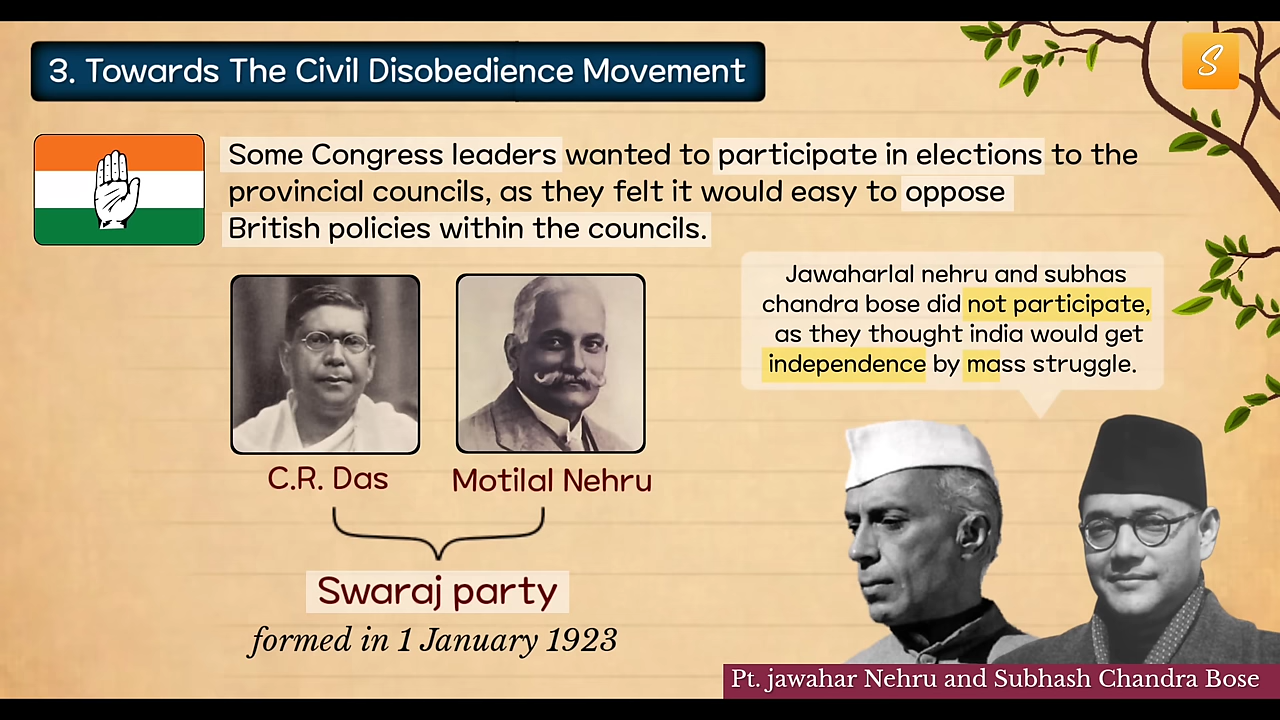 3. Towards The Civil Disobedience Movement
S
Some Congress leaders wanted to participate in elections to the
provincial councils, as they felt it would easy to oppose
British policies within the councils.
Jawaharlal nehru and subhas
chandra bose did not participate,
as they thought india would get
independence by mass struggle.
C.R. Das
Motilal Nehru
Swaraj party
formed in 1 January 1923
Pt. jawahar Nehru and Subhash Chandra Bose